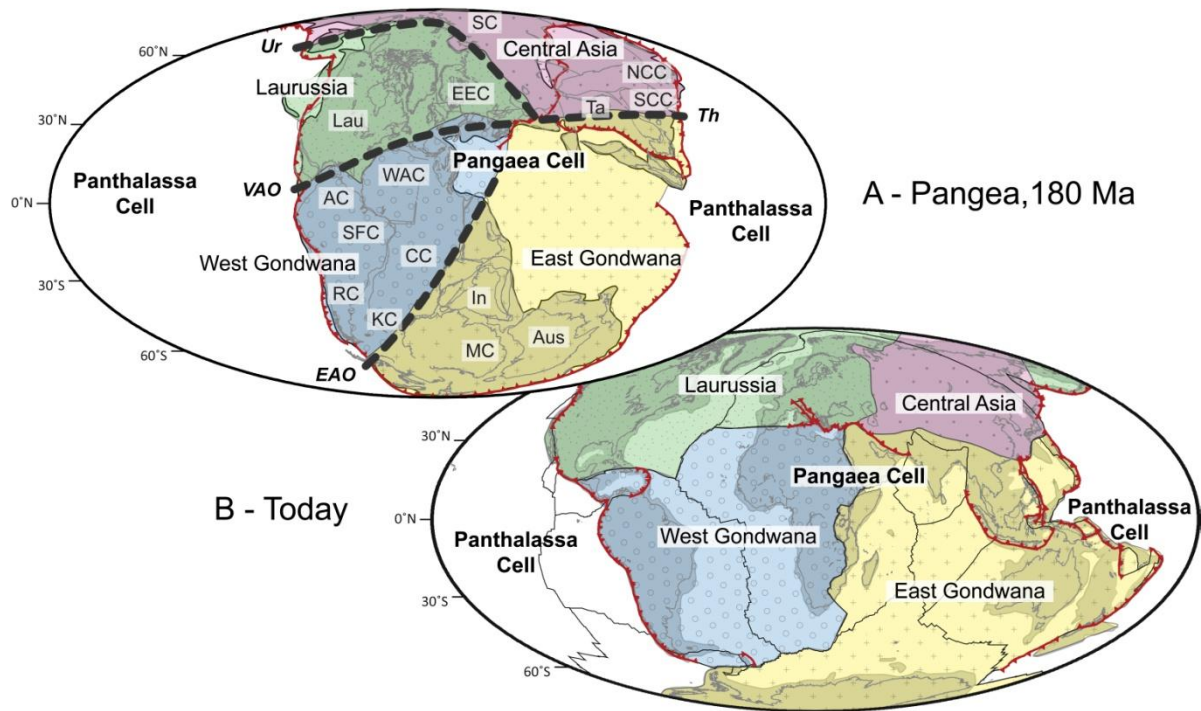 SC
Ur
60˚N
Central Asia
NCC
Laurussia
EEC
SCC
Ta
Th
Lau
30˚N
Pangaea Cell
WAC
Panthalassa
Cell
VAO
AC
A - Pangea,180 Ma
0˚N
Panthalassa
Cell
SFC
CC
West Gondwana
East Gondwana
30˚S
RC
In
KC
Aus
MC
60˚S
EAO
Laurussia
Central Asia
30˚N
Pangaea Cell
B - Today
0˚N
Panthalassa
Cell
Panthalassa
Cell
West Gondwana
East Gondwana
30˚S
60˚S